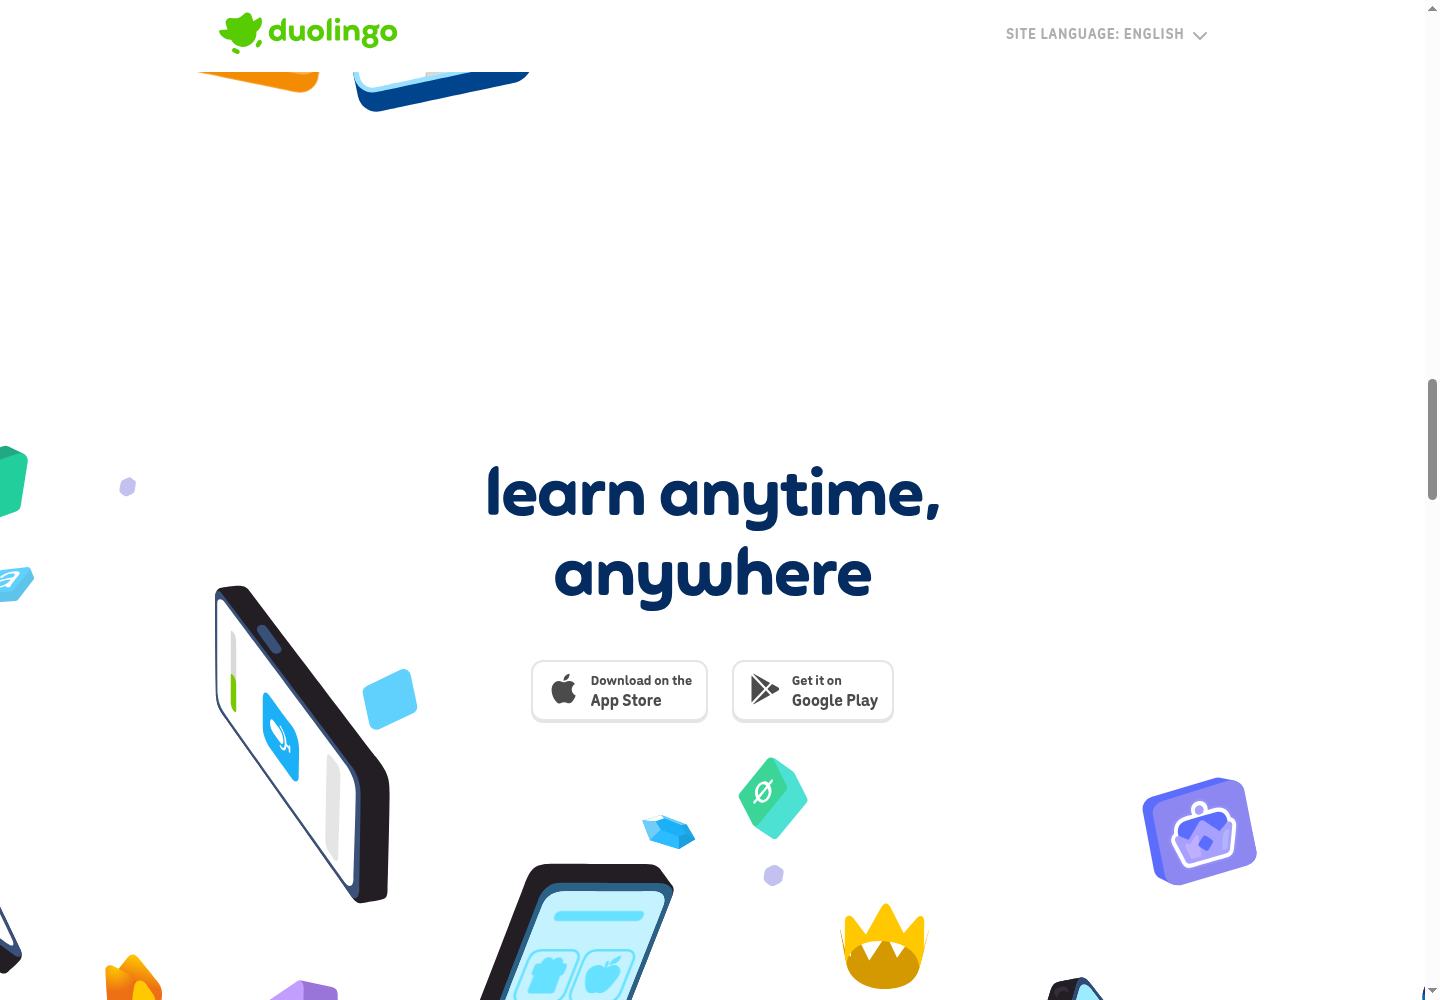 duolingo
SITE LANGUAGE: ENGLISH
learn anytime,
anywhere
Download on the
App Store
Get it on
Google Play
a
Ø